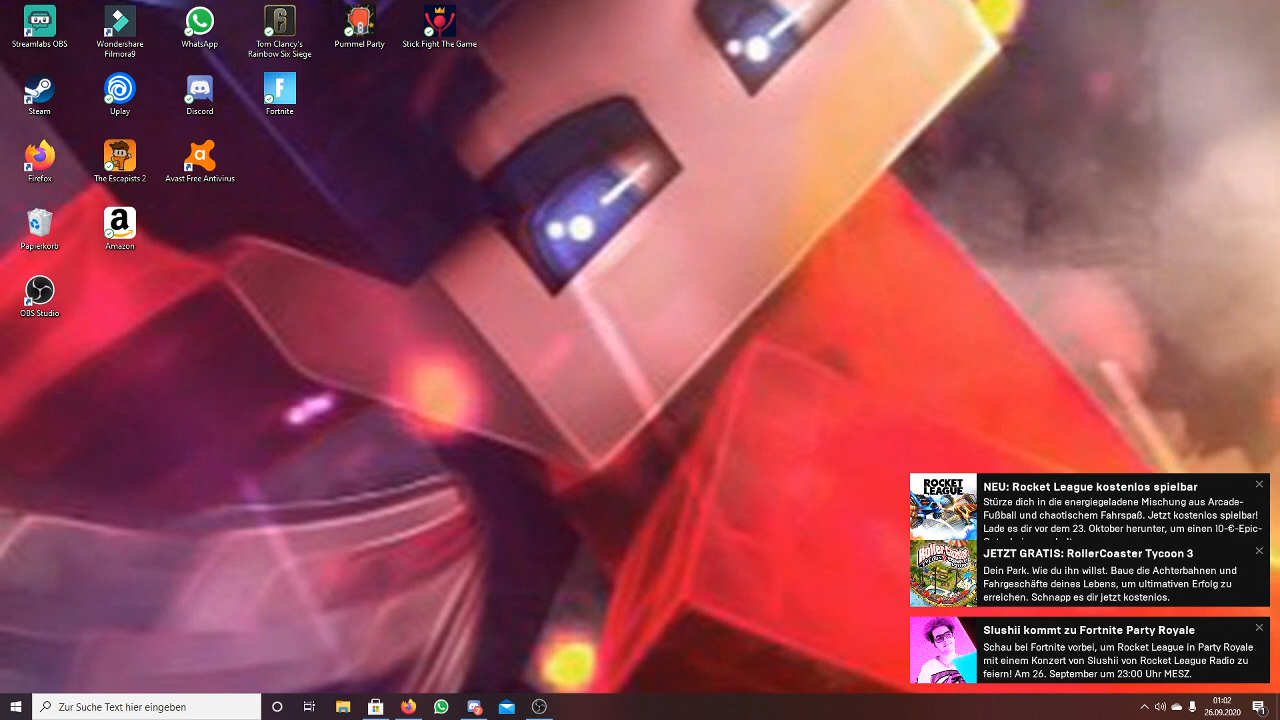 Streamlabs OBS
Wondershare
Filmora9
WhatsApp
Tom Clancy's
Rainbow Six Siege
Pummel Party
Stick Fight The Game
Steam
Uplay
Discord
Fortnite
Firefox
The Escapists 2
Avast Free Antivirus
Papierkorb
Amazon
OBS Studio
ROCKET
LEAGUE
NEU: Rocket League kostenlos spielbar
Stürze dich in die energiegeladene Mischung aus Arcade-
Fußball und chaotischem Fahrspaß. Jetzt kostenlos spielbar!
Lade es dir vor dem 23. Oktober herunter, um einen 10-€-Epic-
RollerCoaster
JETZT GRATIS: RollerCoaster Tycoon 3
Dein Park. Wie du ihn willst. Baue die Achterbahnen und
Fahrgeschäfte deines Lebens, um ultimativen Erfolg zu
erreichen. Schnapp es dir jetzt kostenlos.
Slushii kommt zu Fortnite Party Royale
Schau bei Fortnite vorbei, um Rocket League in Party Royale
mit einem Konzert von Slushii von Rocket League Radio zu
feiern! Am 26. September um 23:00 Uhr MESZ.
Zur Suche Text hier eingeben
01:02
26.09.2020